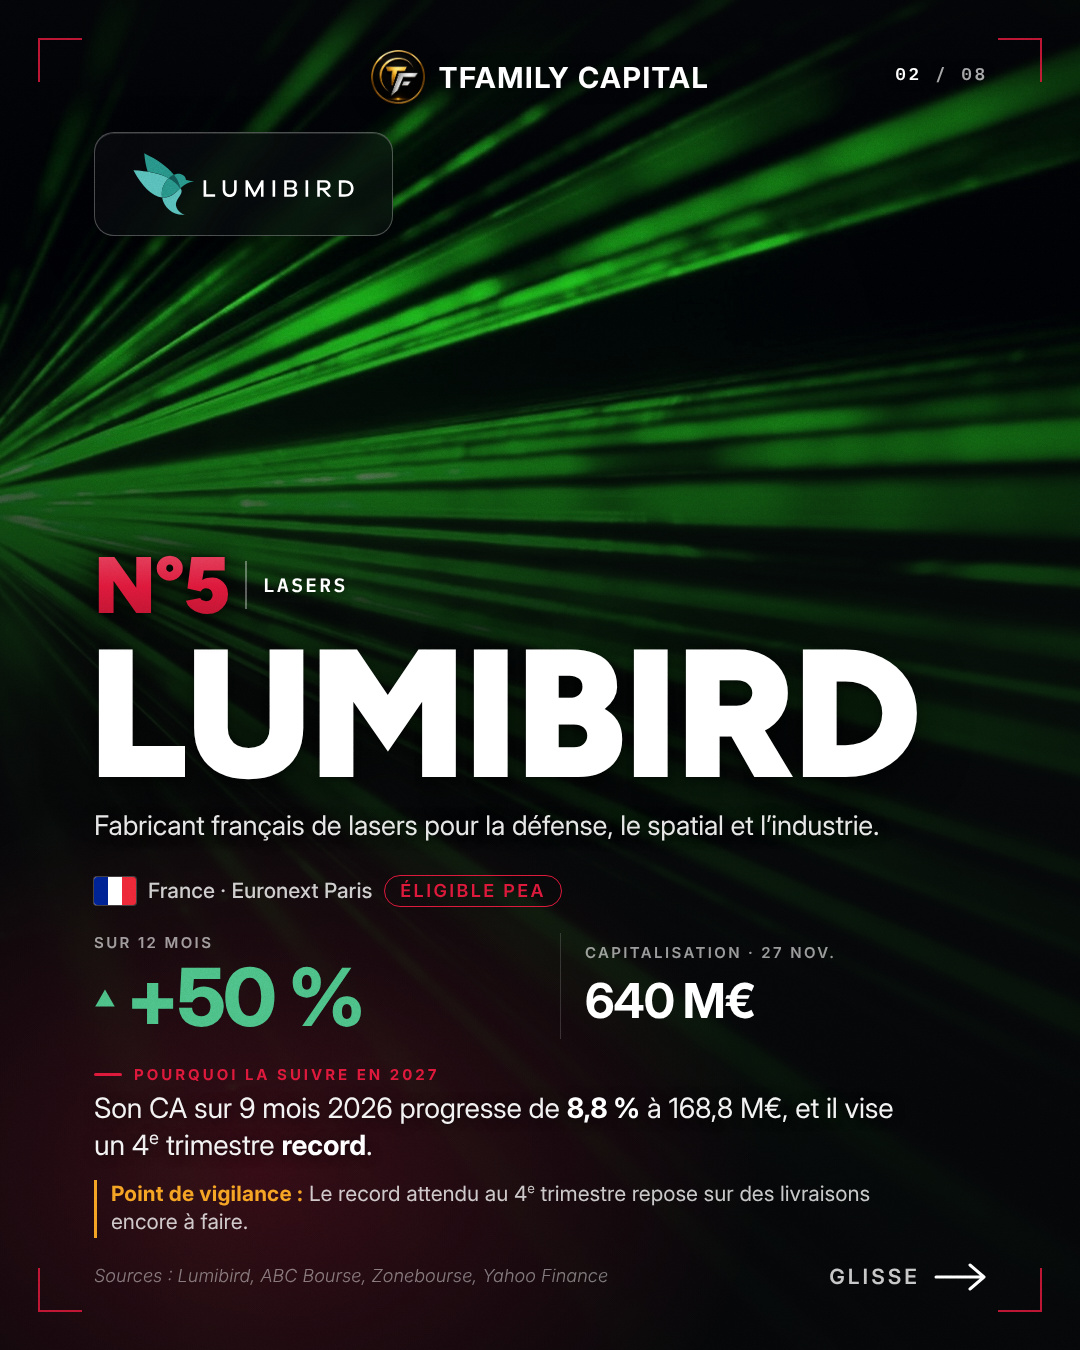 TFAMILY CAPITAL
02 / 08
LUMIBIRD
N°5
LASERS
LUMIBIRD
Fabricant français de lasers pour la défense, le spatial et l’industrie.
France · Euronext Paris
ÉLIGIBLE PEA
SUR 12 MOIS
+50 %
CAPITALISATION · 27 NOV.
640 M€
POURQUOI LA SUIVRE EN 2027
Son CA sur 9 mois 2026 progresse de 8,8 % à 168,8 M€, et il vise
un 4e trimestre record.
Point de vigilance : Le record attendu au 4e trimestre repose sur des livraisons
encore à faire.
Sources : Lumibird, ABC Bourse, Zonebourse, Yahoo Finance
GLISSE